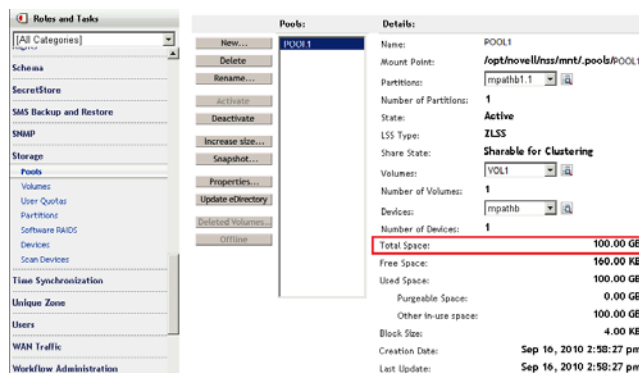 Roles and Tasks
[All Categories]
Rights
Schema
SecretStore
SMS Backup and Restore
SNMP
Storage
Pools
Volumes
User Quotas
Partitions
Software RAIDS
Devices
Scan Devices
Time Synchronization
Unique Zone
Users
WAN Traffic
Workflow Administration
Pools:
New...
Delete
Rename...
Activate
Deactivate
Increase size...
Snapshot...
Properties...
Update eDirectory
Deleted Volumes...
Offline
POOL1
Details:
Name: POOL1
Mount Point: /opt/novell/nss/mnt/.pools/POOL1
Partitions: mpathb1.1
Number of Partitions: 1
State: Active
LSS Type: ZLSS
Share State: Sharable for Clustering
Volumes: VOL1
Number of Volumes: 1
Devices: mpathb
Number of Devices: 1
Total Space: 100.00 GB
Free Space: 160.00 KB
Used Space: 100.00 GB
Purgeable Space: 0.00 GB
Other in-use space: 100.00 GB
Block Size: 4.00 KB
Creation Date: Sep 16, 2010 2:58:27 pm
Last Update: Sep 16, 2010 2:58:27 pm